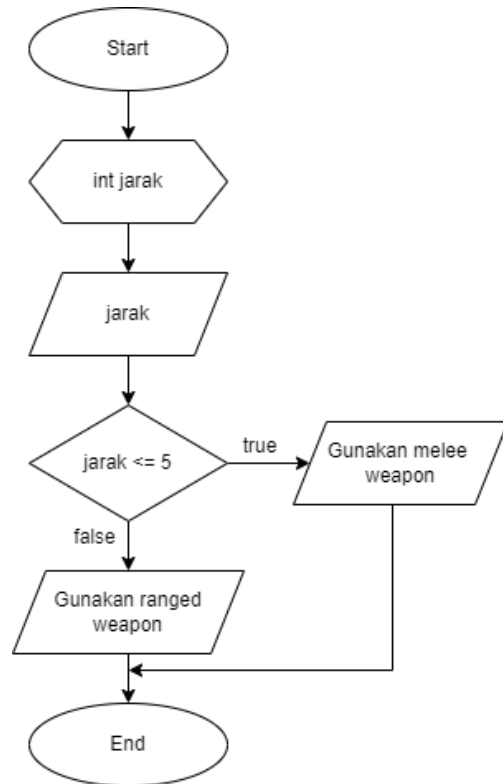 Start
int jarak
jarak
jarak <= 5
true
Gunakan melee
weapon
false
Gunakan ranged
weapon
End